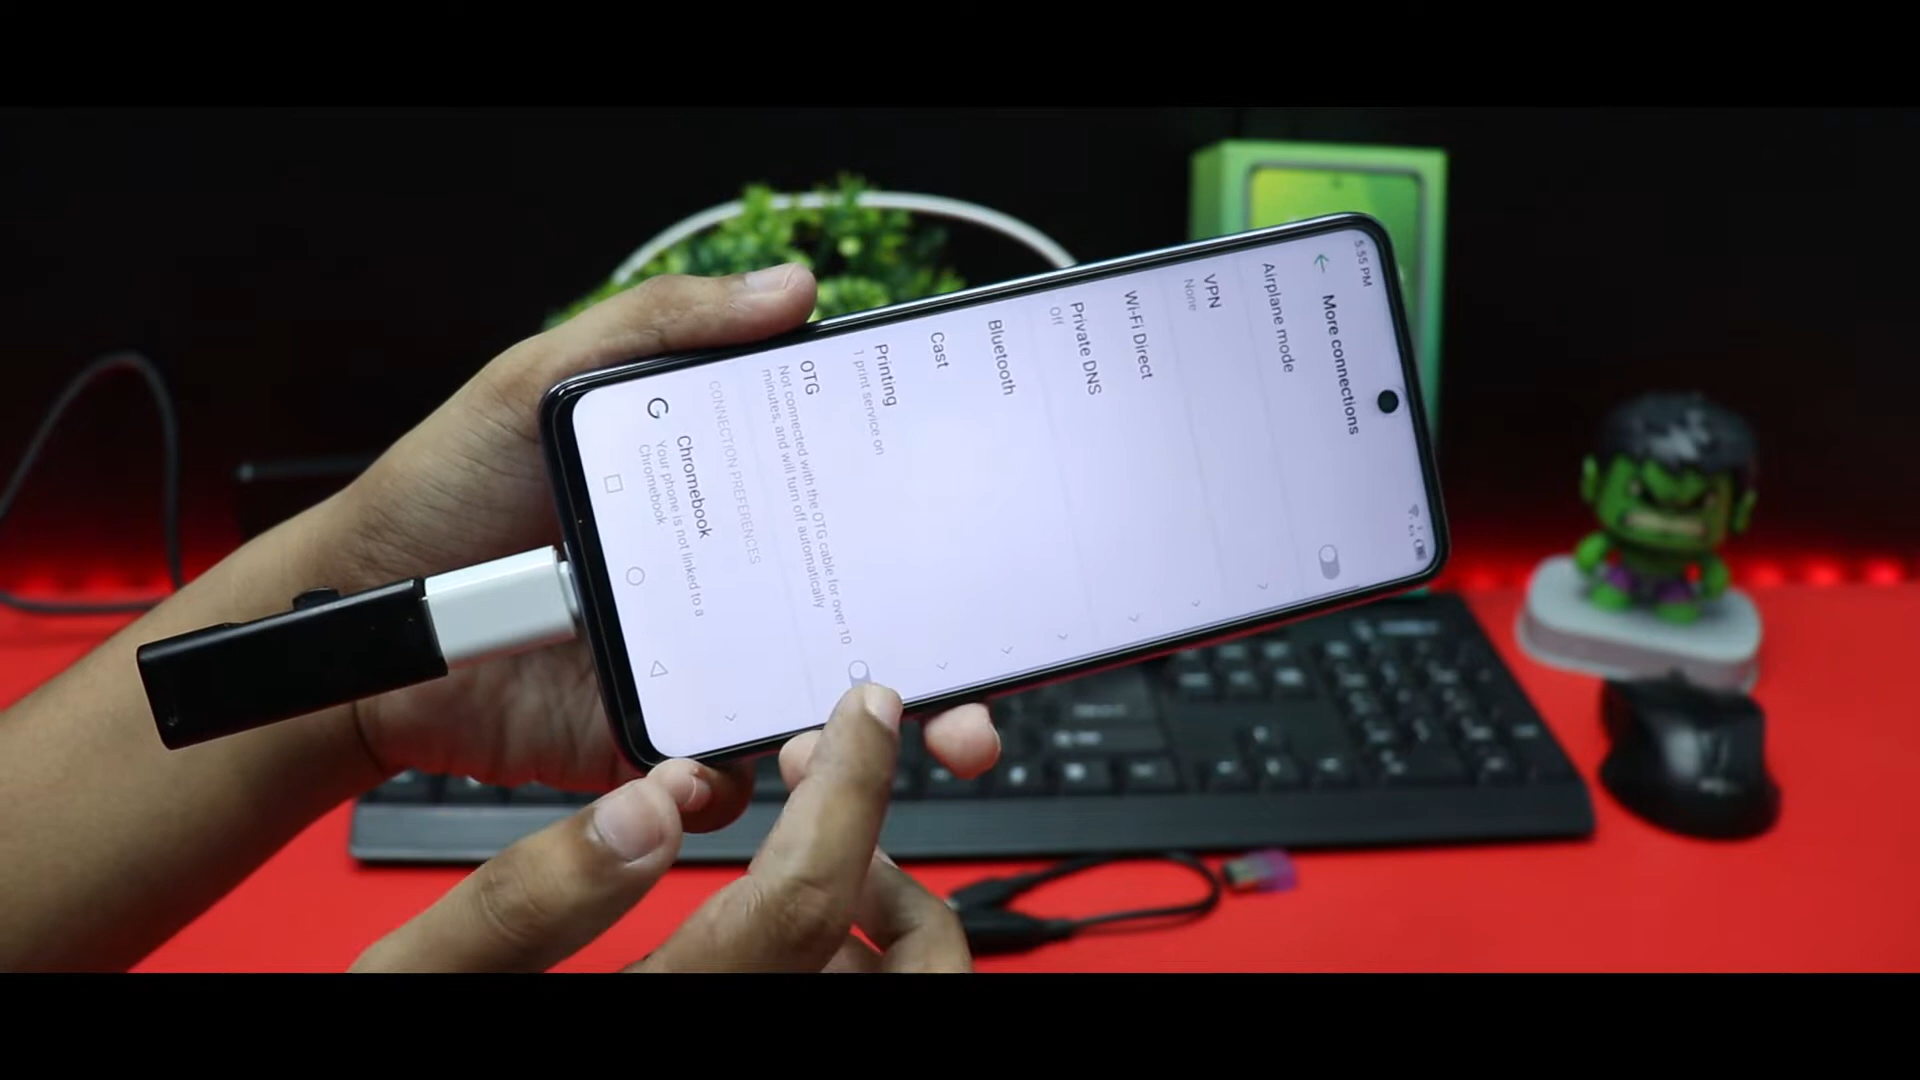 5:55 PM
More connections
Airplane mode
VPN
None
Wi-Fi Direct
Private DNS
Off
Bluetooth
Cast
Printing
1 print service on
OTG
Not connected with the OTG cable for over 10
minutes, and will turn off automatically
CONNECTION PREFERENCES
Chromebook
Your phone is not linked to a
Chromebook